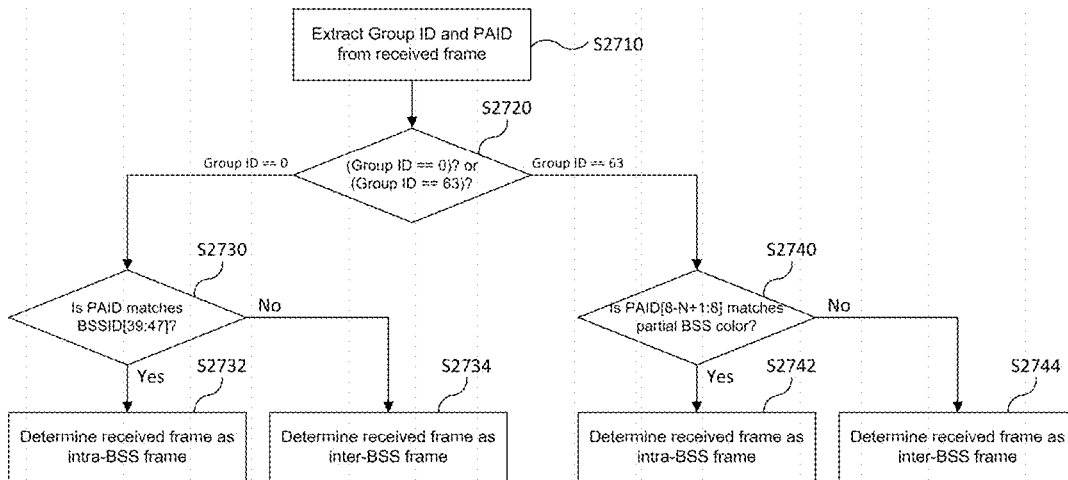 Extract Group ID and PAID
from received frame
S2710
S2720
Group ID == 0
(Group ID == 0)? or
(Group ID == 63)?
Group ID == 63
S2730
S2740
Is PAID matches
BSSID[39:47]?
No
Is PAID[8-N+1:8] matches
partial BSS color?
No
Yes
S2732
S2734
Yes
S2742
S2744
Determine received frame as
intra-BSS frame
Determine received frame as
inter-BSS frame
Determine received frame as
intra-BSS frame
Determine received frame as
inter-BSS frame